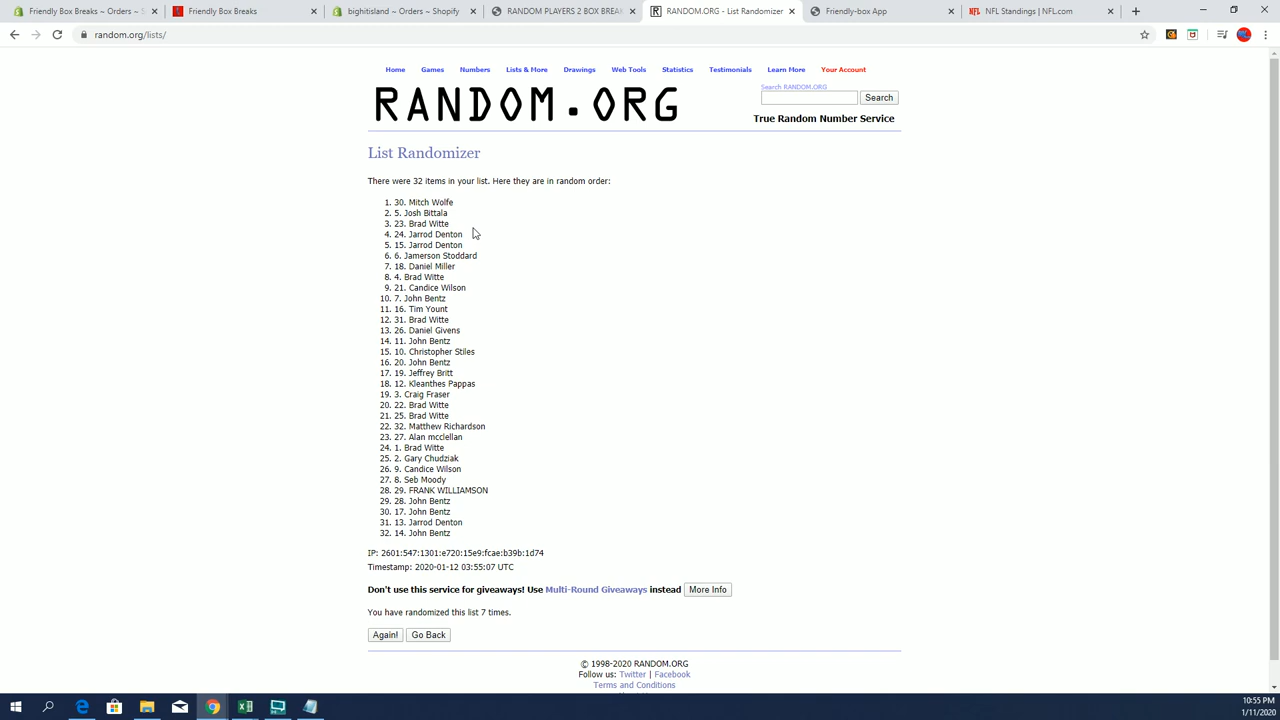 Friendly Box Breaks ~ Orders ~ S
Friendly Box Breaks
bighitisland ~ Orders ~ Shopify
RANDOM PLAYERS 2 BOX BREAK
RANDOM.ORG - List Randomizer
Friendly-box App
NFL Standings | NFL.com
random.org/lists/
Home Games Numbers Lists & More Drawings Web Tools Statistics Testimonials Learn More Your Account
Search RANDOM.ORG
RANDOM.ORG
Search
True Random Number Service
List Randomizer
There were 32 items in your list. Here they are in random order:
1. 30. Mitch Wolfe
2. 5. Josh Bittala
3. 23. Brad Witte
4. 24. Jarrod Denton
5. 15. Jarrod Denton
6. 6. Jamerson Stoddard
7. 18. Daniel Miller
8. 4. Brad Witte
9. 21. Candice Wilson
10. 7. John Bentz
11. 16. Tim Yount
12. 31. Brad Witte
13. 26. Daniel Givens
14. 11. John Bentz
15. 10. Christopher Stiles
16. 20. John Bentz
17. 19. Jeffrey Britt
18. 12. Kleanthes Pappas
19. 3. Craig Fraser
20. 22. Brad Witte
21. 25. Brad Witte
22. 32. Matthew Richardson
23. 27. Alan mcclellan
24. 1. Brad Witte
25. 2. Gary Chudziak
26. 9. Candice Wilson
27. 8. Seb Moody
28. 29. FRANK WILLIAMSON
29. 28. John Bentz
30. 17. John Bentz
31. 13. Jarrod Denton
32. 14. John Bentz
IP: 2601:547:1301:e720:15e9:fcae:b39b:1d74
Timestamp: 2020-01-12 03:55:07 UTC
Don't use this service for giveaways! Use Multi-Round Giveaways instead More Info
You have randomized this list 7 times.
Again! Go Back
© 1998-2020 RANDOM.ORG
Follow us: Twitter | Facebook
Terms and Conditions
10:55 PM
1/11/2020